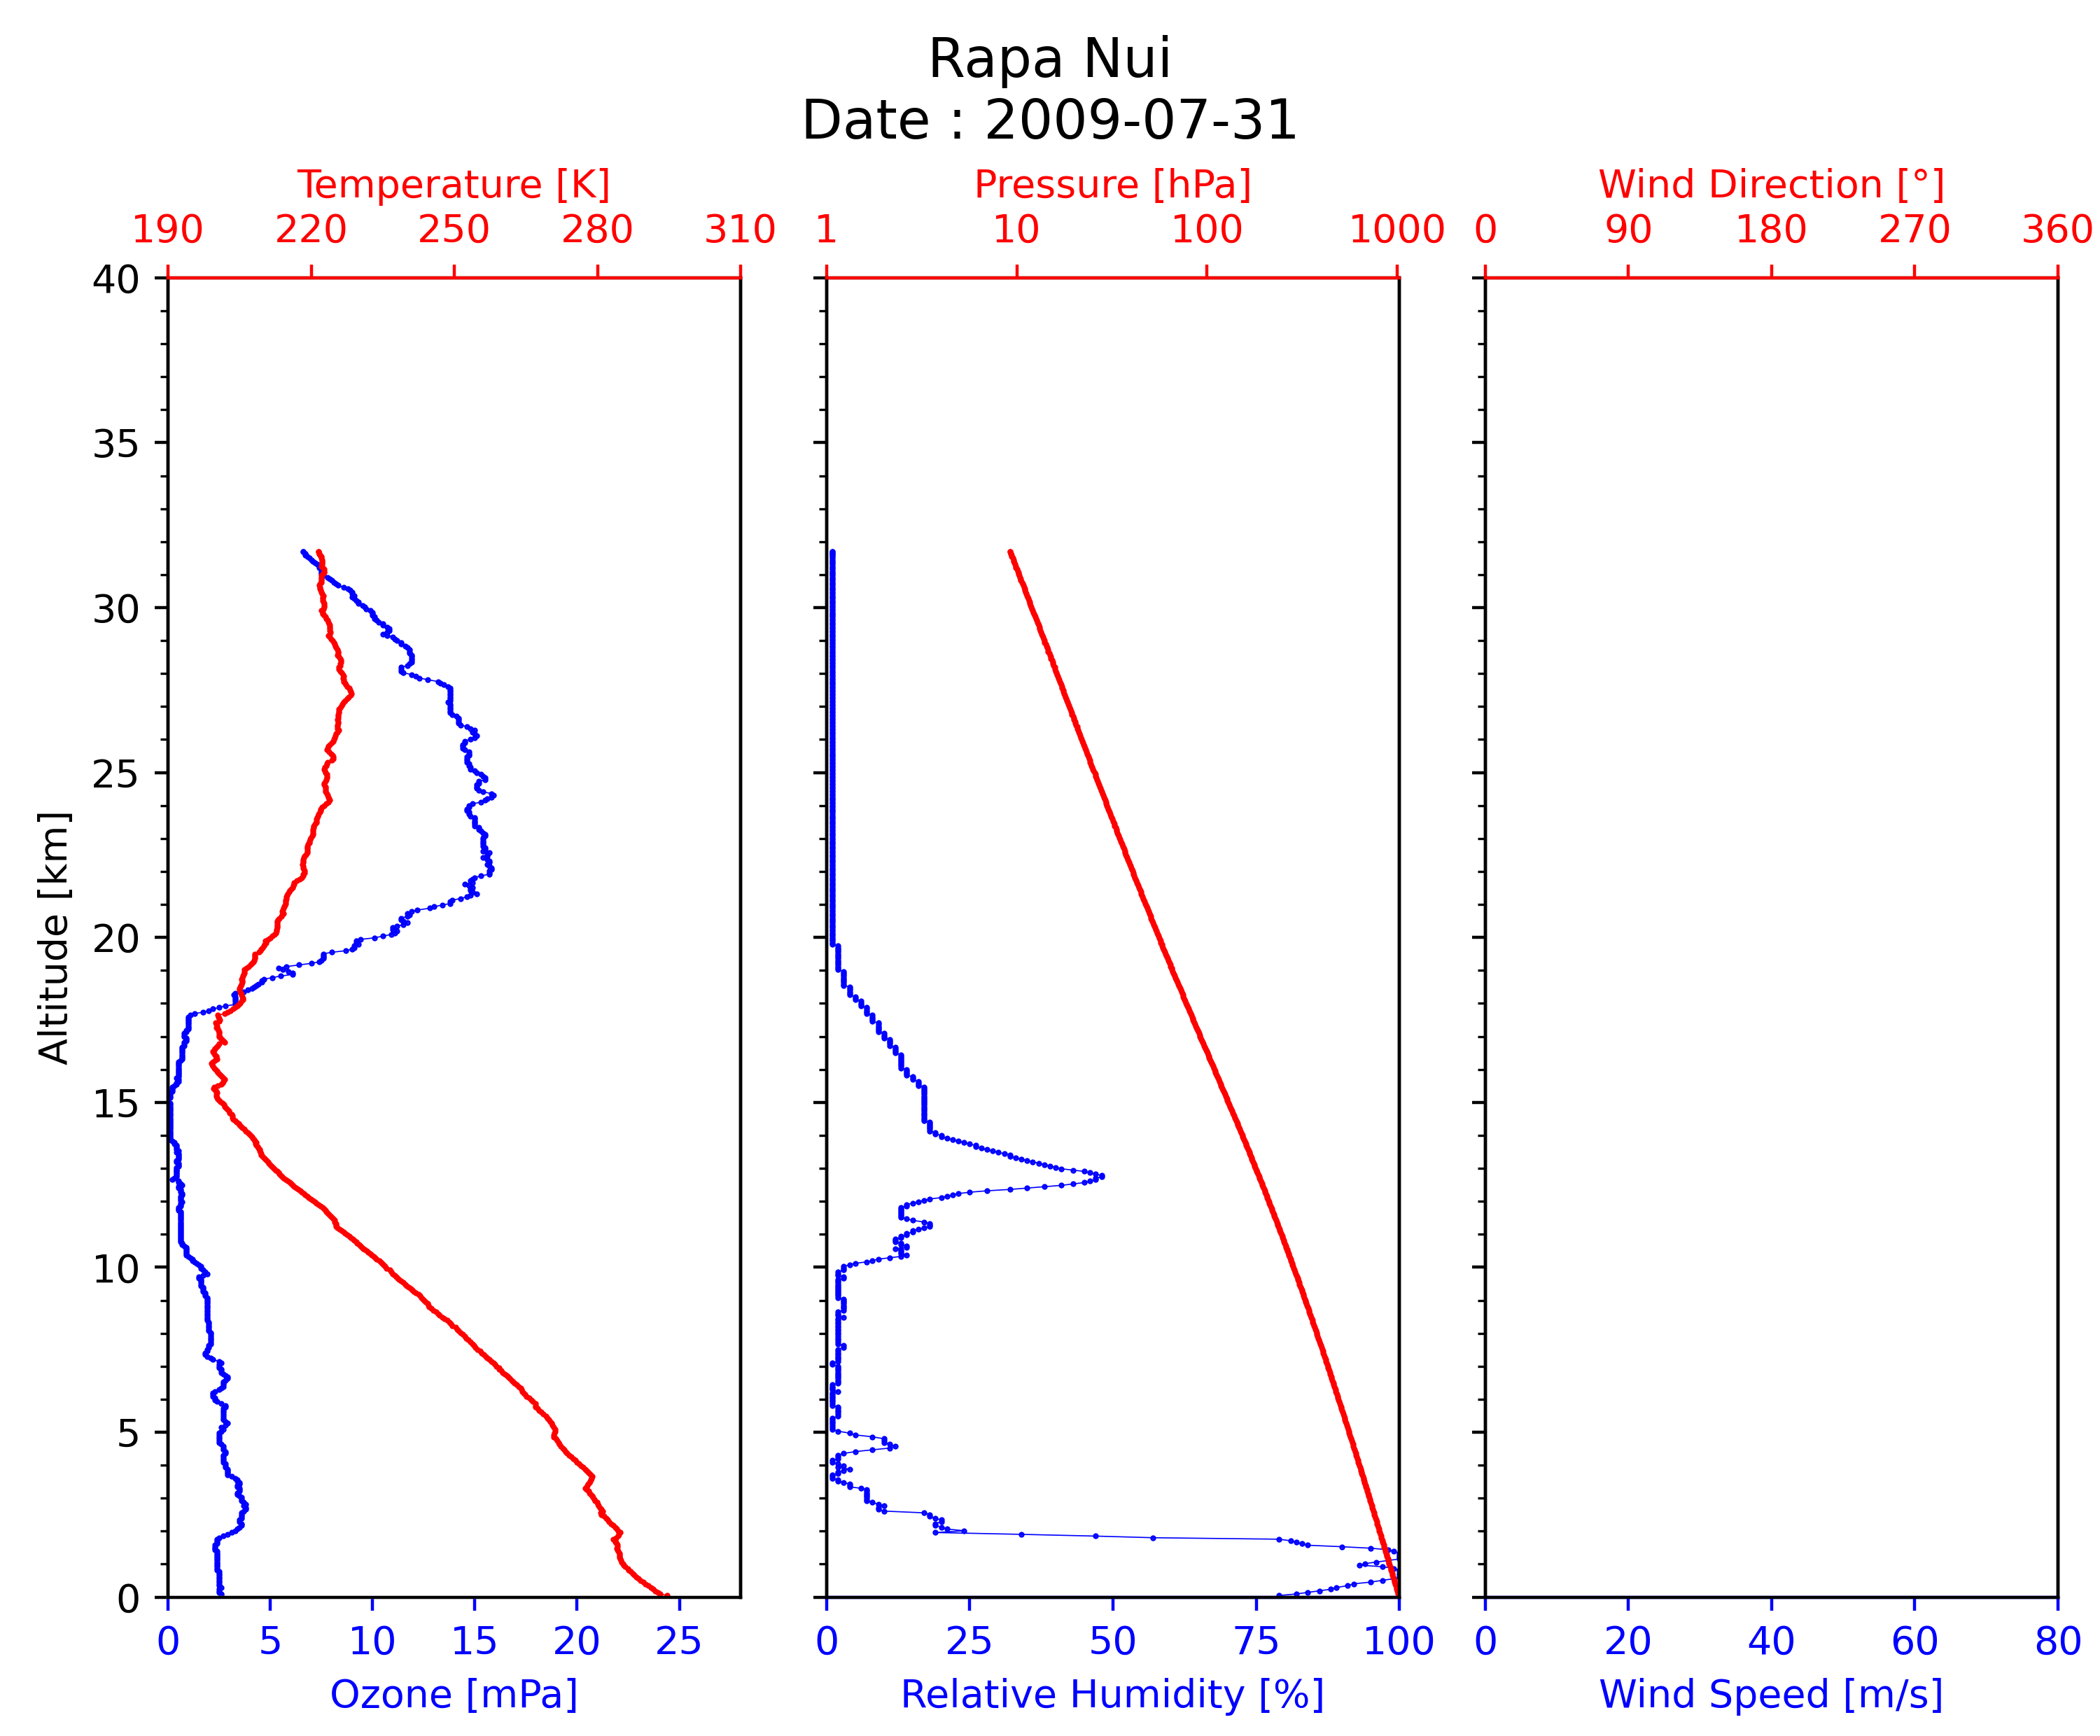 Rapa Nui
Date : 2009-07-31
Temperature [K] Pressure [hPa] Wind Direction [°]
190 220 250 280 310 1 10 100 1000 0 90 180 270 360
40
35
30
25
20
15
10
5
0
Altitude [km]
0 5 10 15 20 25 0 25 50 75 100 0 20 40 60 80
Ozone [mPa] Relative Humidity [%] Wind Speed [m/s]